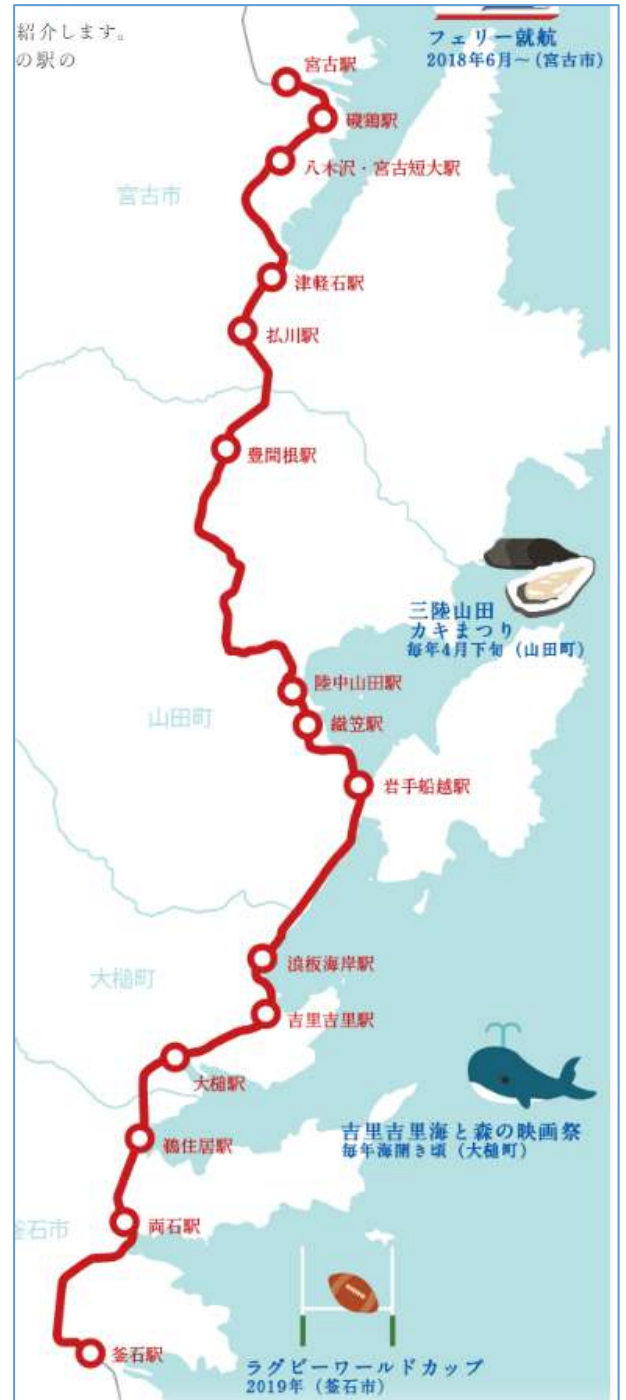 紹介します。
の駅の
フェリー就航
2018年6月～(宮古市)
宮古駅
磯鶏駅
八木沢・宮古短大駅
宮古市
津軽石駅
払川駅
豊間根駅
三陸山田
カキまつり
毎年4月下旬（山田町）
陸中山田駅
山田町
織笠駅
岩手船越駅
浪板海岸駅
大槌町
吉里吉里駅
大槌駅
吉里吉里海と森の映画祭
毎年海開き頃（大槌町）
鵜住居駅
両石駅
釜石市
釜石駅
ラグビーワールドカップ
2019年（釜石市）